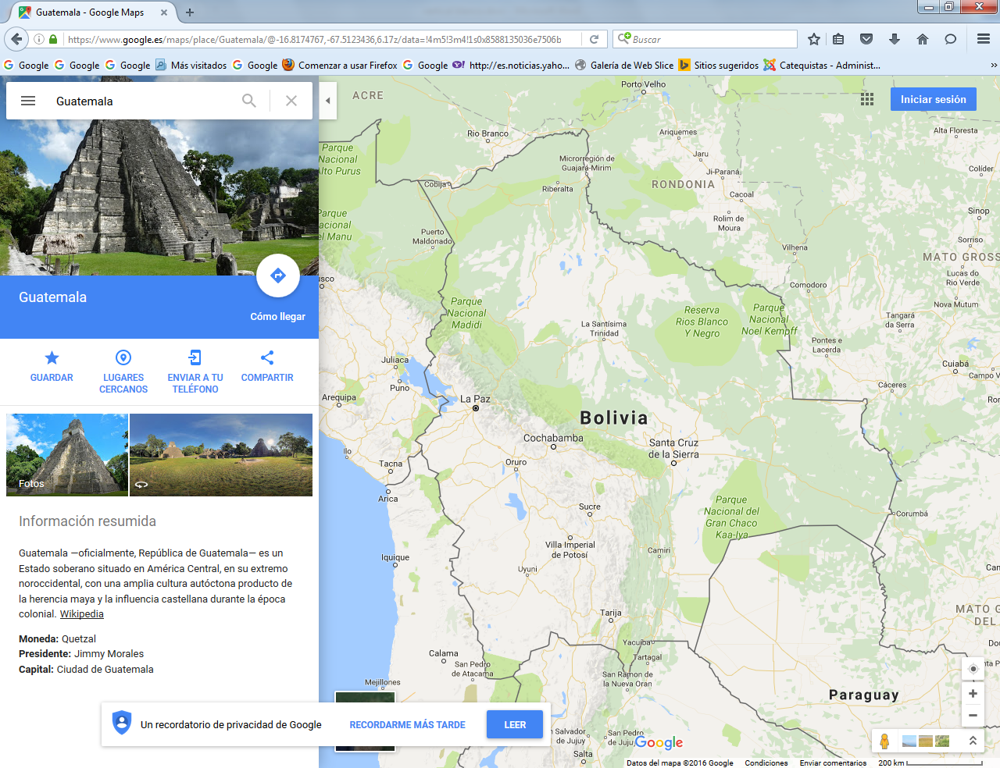 Guatemala - Google Maps
https://www.google.es/maps/place/Guatemala/@-16.8174767,-67.5123436,6.17z/data=!4m5!3m4!1s0x8588135036e7506b
Buscar
Google Google Google Más visitados Google Comenzar a usar Firefox Google http://es.noticias.yaho... Galería de Web Slice Sitios sugeridos Catequistas - Administ...
Guatemala
Iniciar sesión
Guatemala
Cómo llegar
GUARDAR
LUGARES
CERCANOS
ENVIAR A TU
TELÉFONO
COMPARTIR
Fotos
Información resumida
Guatemala —oficialmente, República de Guatemala— es un
Estado soberano situado en América Central, en su extremo
noroccidental, con una amplia cultura autóctona producto de
la herencia maya y la influencia castellana durante la época
colonial. Wikipedia
Moneda: Quetzal
Presidente: Jimmy Morales
Capital: Ciudad de Guatemala
Un recordatorio de privacidad de Google
RECORDARME MÁS TARDE
LEER
ACRE
Porto Velho
Rio Branco
Ariquemes
Alta Floresta
Parque
Nacional
Alto Purus
Jaru
Microrregión de
Guajará-Mirim
Ji-Paraná
Colíder
Cobija
Riberalta
RONDONIA
Cacoal
Parque
Nacional
del Manu
Sinop
Rolim de
Moura
Puerto
Maldonado
Sorriso
Vilhena
MATO GROSS
usco
Lucas do
Rio Verde
Comodoro
Parque
Nacional
Madidi
Reserva
Rios Blanco
Y Negro
Parque
Nacional
Noel Kempff
Nova Mutum
Tangará
da Serra
La Santísima
Trinidad
Pontes e
Lacerda
Juliaca
Cuiabá
Campo V
Puno
Cáceres
Arequipa
La Paz
Ron
Bolivia
Cochabamba
Santa Cruz
de la Sierra
Ilo
Tacna
Oruro
Arica
Parque
Nacional del
Gran Chaco
Kaa-Iya
Sucre
Corumbá
Villa Imperial
de Potosí
Camiri
Iquique
Uyuni
Tarija
MATO G
DEL
Yacuiba
Calama
Tartagal
San Pedro
de Atacama
Ponta P
San Ramon de
la Nueva Oran
Mejillones
Paraguay
n Salvador
de Jujuy
San Pedro
de Jujuy
Salta
Google
Datos del mapa ©2016 Google Condiciones Enviar comentarios 200 km